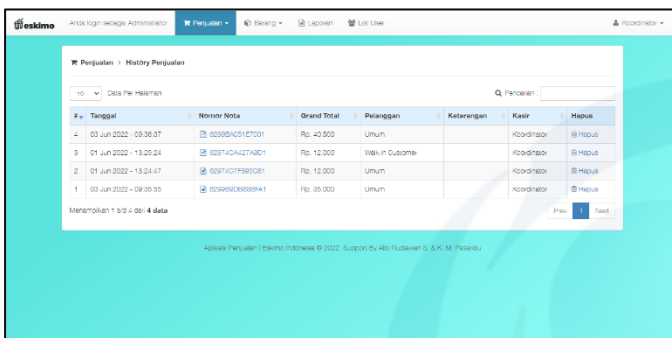 eskimo Anda login sebagai Administrator Penjualan Barang Laporan List User Koordinator
Penjualan > History Penjualan
10 Data Per Halaman Pencarian :
# Tanggal Nomor Nota Grand Total Pelanggan Keterangan Kasir Hapus
4 03 Jun 2022 - 09:36:37 Rp. 40.500 Umum Koordinator Hapus
3 01 Jun 2022 - 13:25:24 Rp. 12.000 Walk in Customer Koordinator Hapus
2 01 Jun 2022 - 13:24:47 Rp. 12.000 Umum Koordinator Hapus
1 03 Jun 2022 - 09:35:55 Rp. 35.000 Umum Koordinator Hapus
Menampilkan 1 s/d 4 dari 4 data Prev 1 Next
Aplikasi Penjualan | Eskimo Indonesia © 2022. Support By S. & K. M. Pasaribu